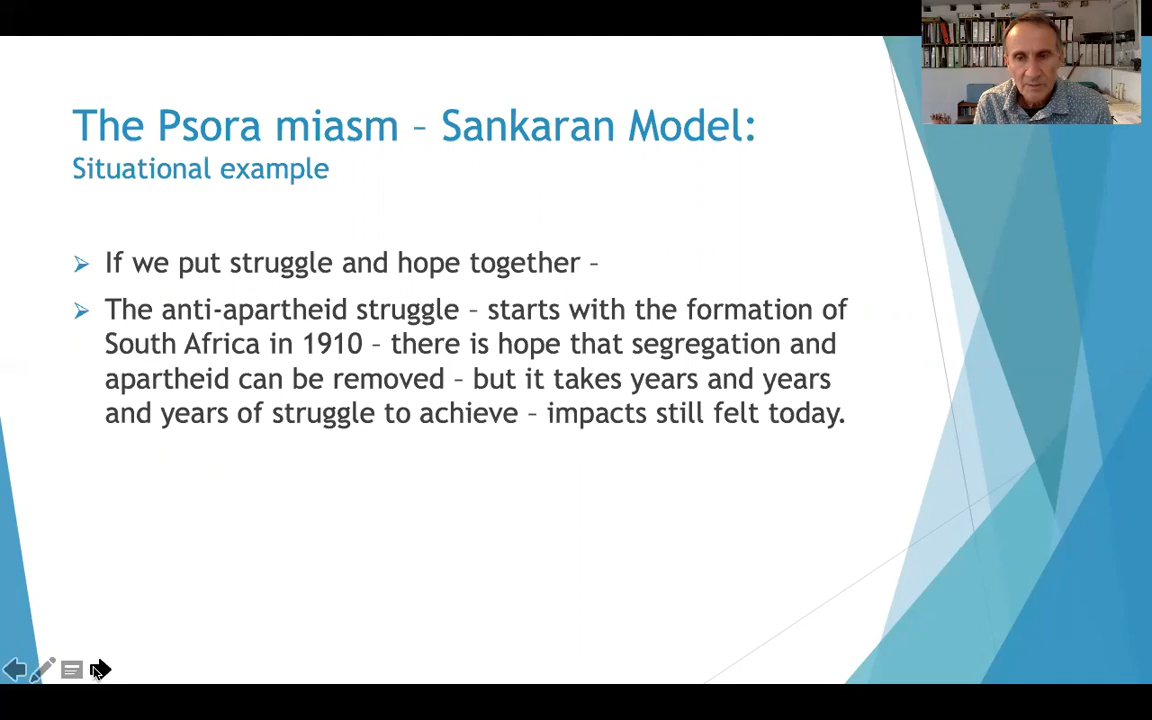 The Psora miasm – Sankaran Model:
Situational example
If we put struggle and hope together –
The anti-apartheid struggle – starts with the formation of
South Africa in 1910 – there is hope that segregation and
apartheid can be removed – but it takes years and years
and years of struggle to achieve – impacts still felt today.